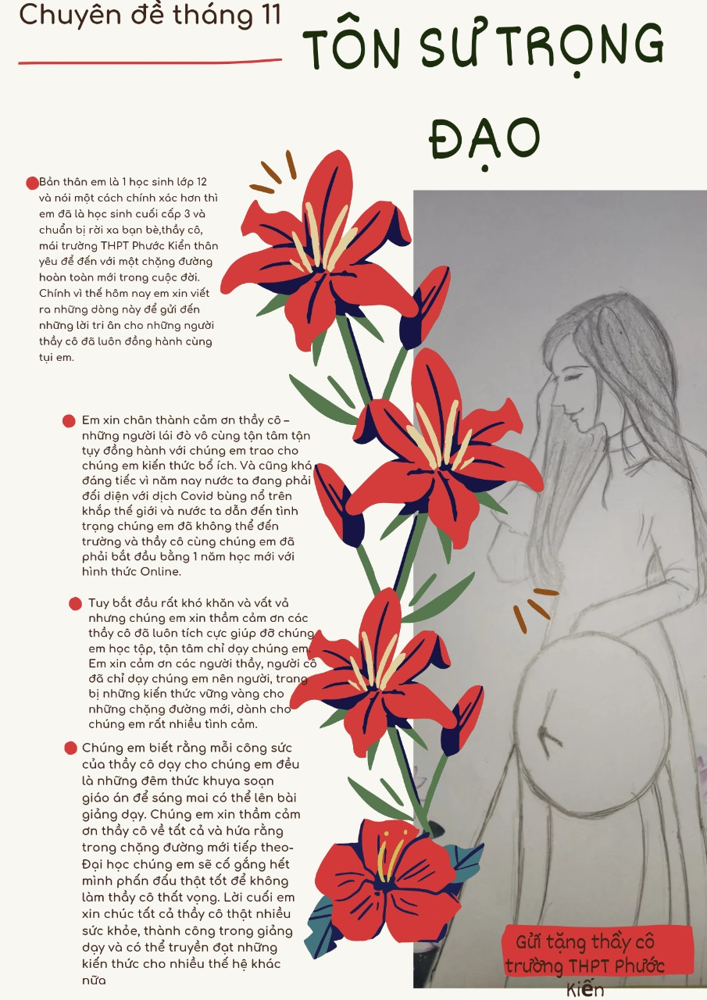 Chuyên đề tháng 11
TÔN SƯ TRỌNG
ĐẠO
Bản thân em là 1 học sinh lớp 12
và nói một cách chính xác hơn thì
em đã là học sinh cuối cấp 3 và
chuẩn bị rời xa bạn bè,thầy cô,
mái trường THPT Phước Kiển thân
yêu để đến với một chặng đường
hoàn toàn mới trong cuộc đời.
Chính vì thế hôm nay em xin viết
ra những dòng này để gửi đến
những lời tri ân cho những người
thầy cô đã luôn đồng hành cùng
tụi em.
Em xin chân thành cảm ơn thầy cô –
những người lái đò vô cùng tận tâm tận
tụy đồng hành với chúng em trao cho
chúng em kiến thức bổ ích. Và cũng khó
đáng tiếc vì năm nay nước ta đang phải
đối diện với dịch Covid bùng nổ trên
khắp thế giới và nước ta dẫn đến tình
trạng chúng em đã không thể đến
trường và thầy cô cùng chúng em đã
phải bắt đầu bằng 1 năm học mới với
hình thức Online.
Tuy bắt đầu rất khó khăn và vất vả
nhưng chúng em xin thầm cảm ơn các
thầy cô đã luôn tích cực giúp đỡ chúng
em học tập, tận tâm chỉ dạy chúng em.
Em xin cảm ơn các người thầy, người cô
đã chỉ dạy chúng em nên người, trang
bị những kiến thức vững vàng cho
những chặng đường mới, dành cho
chúng em rất nhiều tình cảm.
Chúng em biết rằng mỗi công sức
của thầy cô dạy cho chúng em đều
là những đêm thức khuya soạn
giáo án để sáng mai có thể lên bài
giảng dạy. Chúng em xin thầm cảm
ơn thầy cô về tất cả và hứa rằng
trong chặng đường mới tiếp theo-
Đại học chúng em sẽ cố gắng hết
mình phấn đấu thật tốt để không
làm thầy cô thất vọng. Lời cuối em
xin chúc tất cả thầy cô thật nhiều
sức khỏe, thành công trong giảng
dạy và có thể truyền đạt những
kiến thức cho nhiều thế hệ khác
nữa
Gửi tặng thầy cô
trường THPT Phước
Kiến